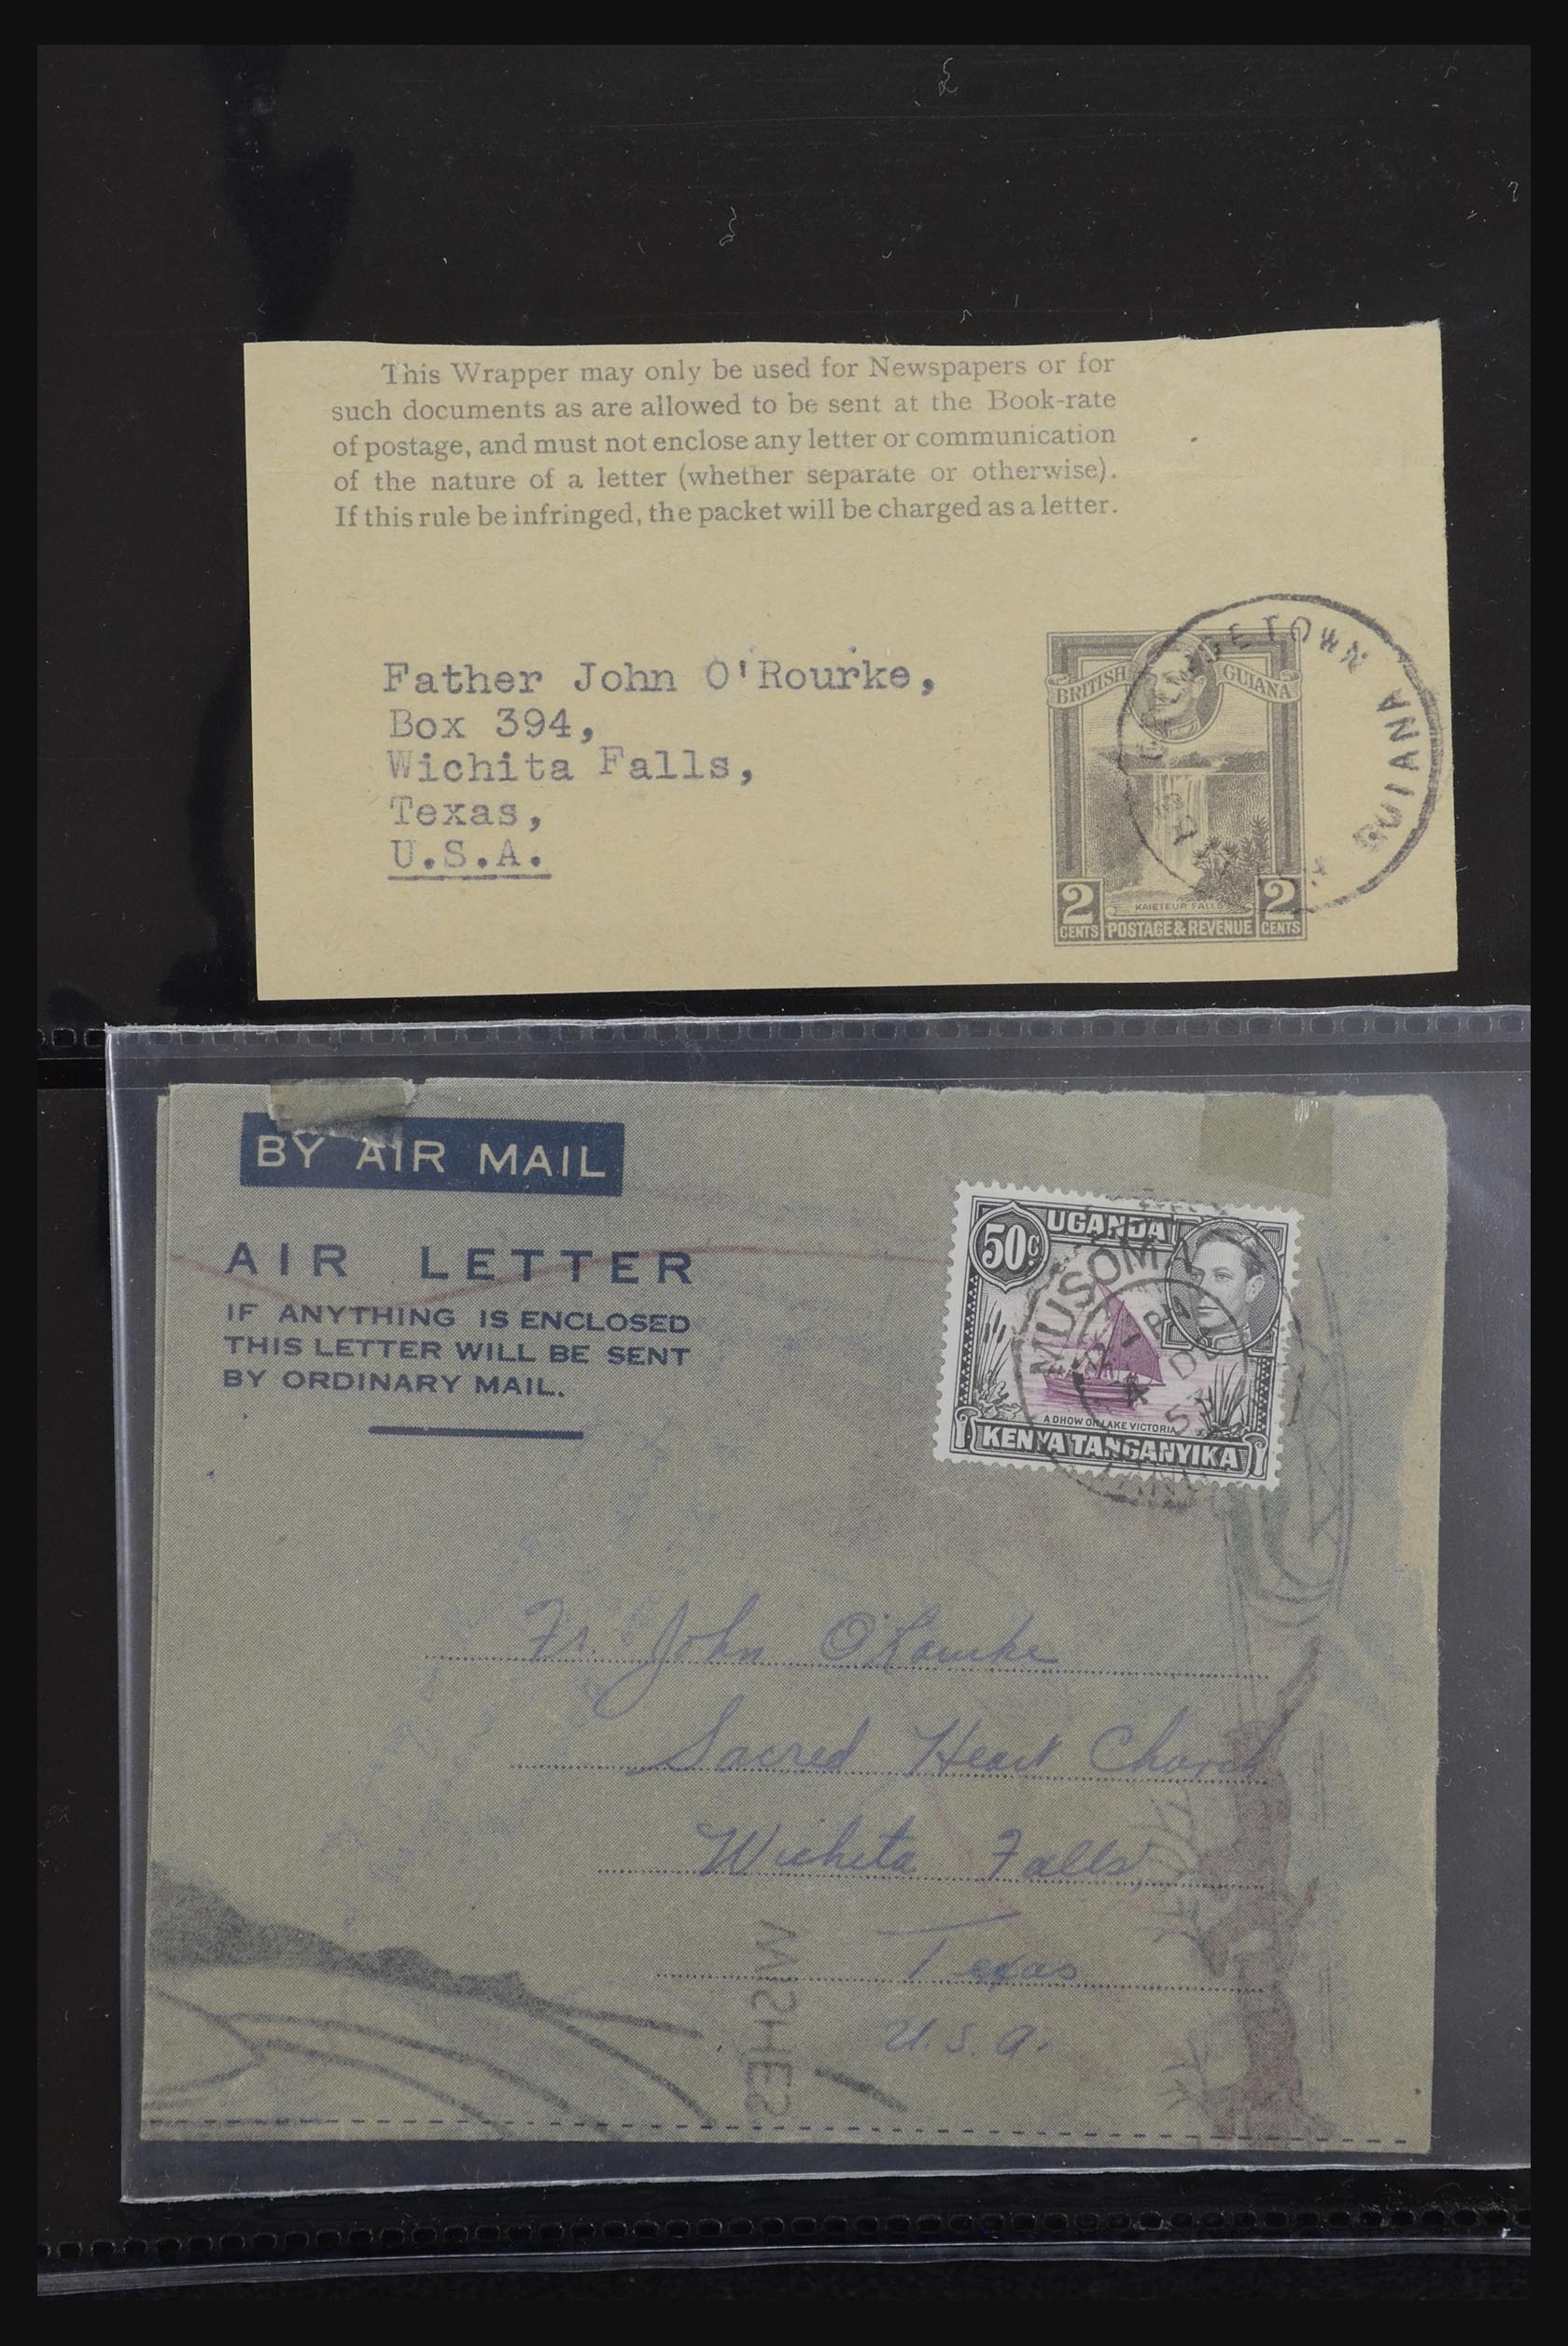 This Wrapper may only be used for Newspapers or for
such documents as are allowed to be sent at the Book-rate
of postage, and must not enclose any letter or communication
of the nature of a letter (whether separate or otherwise).
If this rule be infringed, the packet will be charged as a letter.
Father John O'Rourke,
Box 394,
Wichita Falls,
Texas,
U.S.A.
BRITISH GUIANA
GUIANA
KAIETEUR FALLS
2 CENTS POSTAGE & REVENUE 2 CENTS
BY AIR MAIL
AIR LETTER
IF ANYTHING IS ENCLOSED
THIS LETTER WILL BE SENT
BY ORDINARY MAIL.
50c. UGANDA
MUSOMA
A DHOW ON LAKE VICTORIA
KENYA TANGANYIKA
Fr. John O'Rourke
Sacred Heart Church
Wichita Falls,
Texas
U.S.A.
WISHES